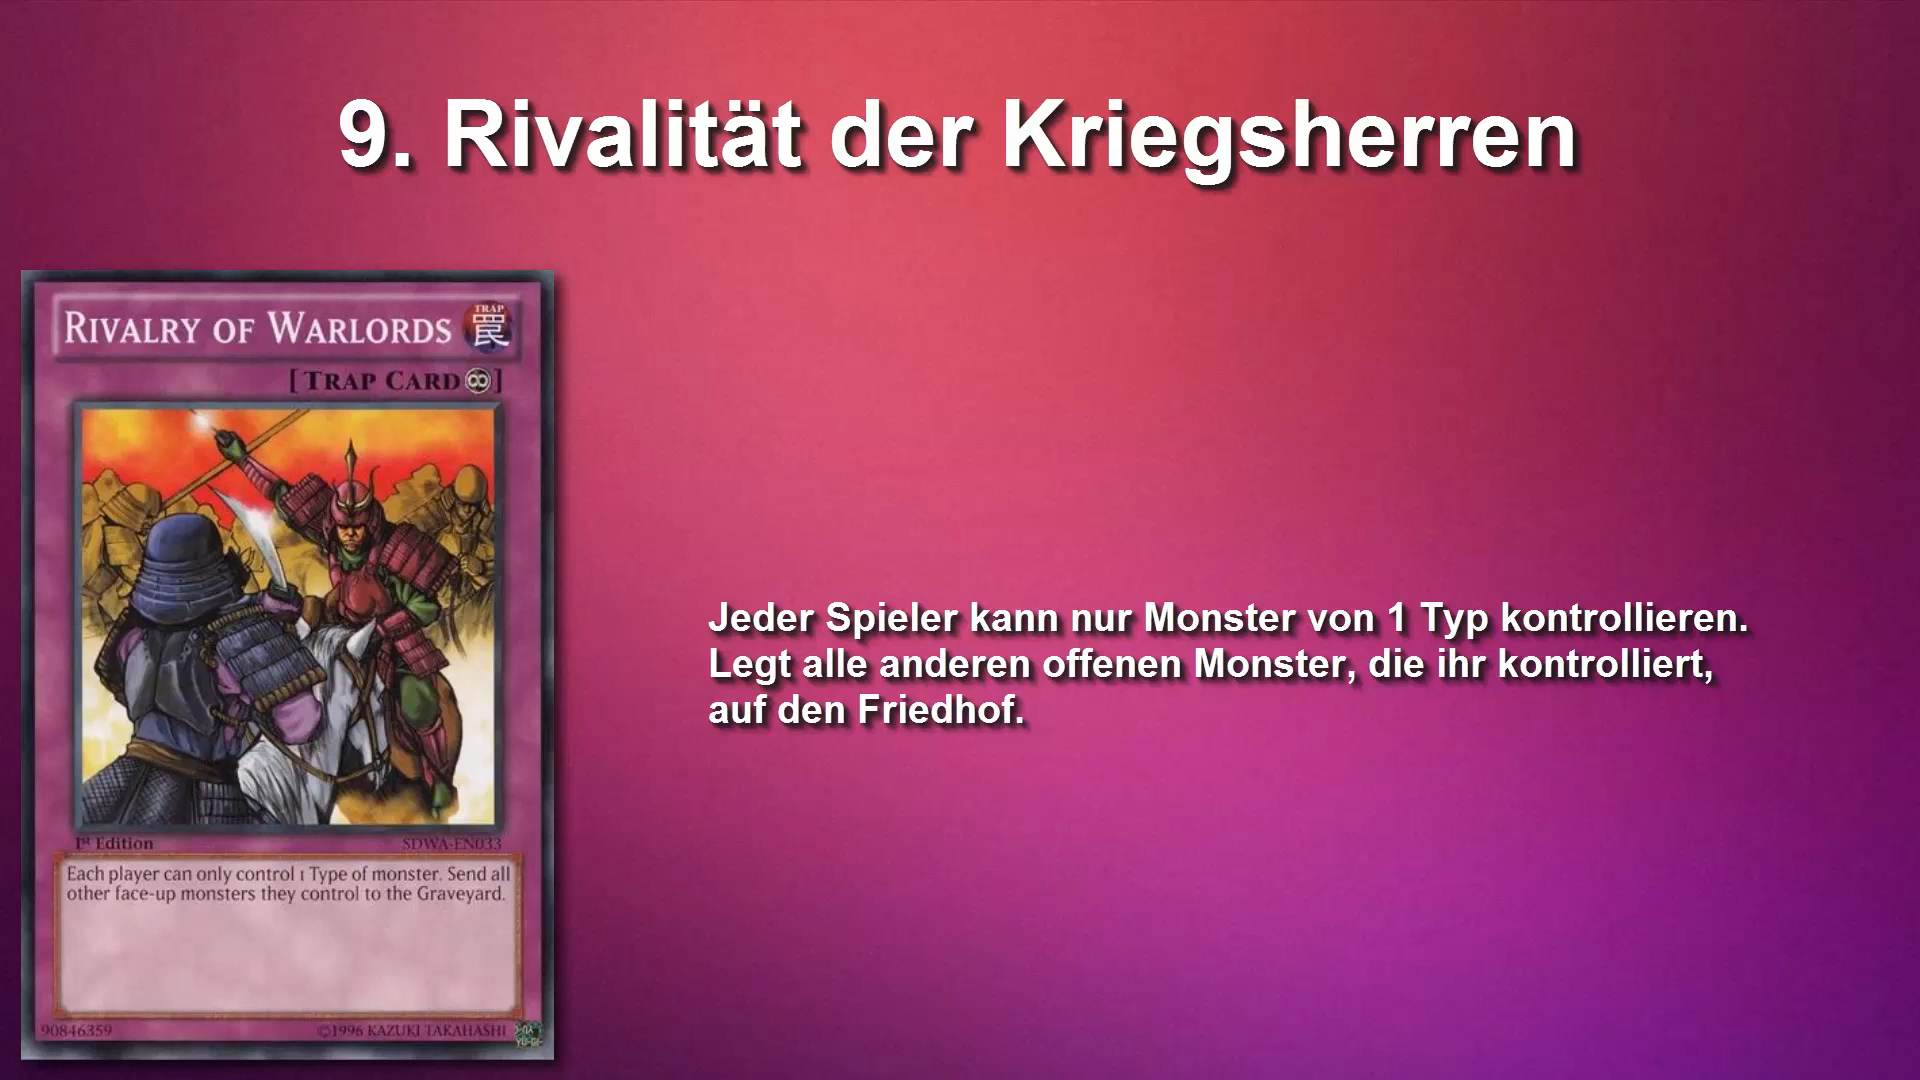 9. Rivalität der Kriegsherren
RIVALRY OF WARLORDS
TRAP
罠
[TRAP CARD]
Jeder Spieler kann nur Monster von 1 Typ kontrollieren.
Legt alle anderen offenen Monster, die ihr kontrolliert,
auf den Friedhof.
1st Edition
SDWA-EN033
Each player can only control 1 Type of monster. Send all
other face-up monsters they control to the Graveyard.
90846359
©1996 KAZUKI TAKAHASHI